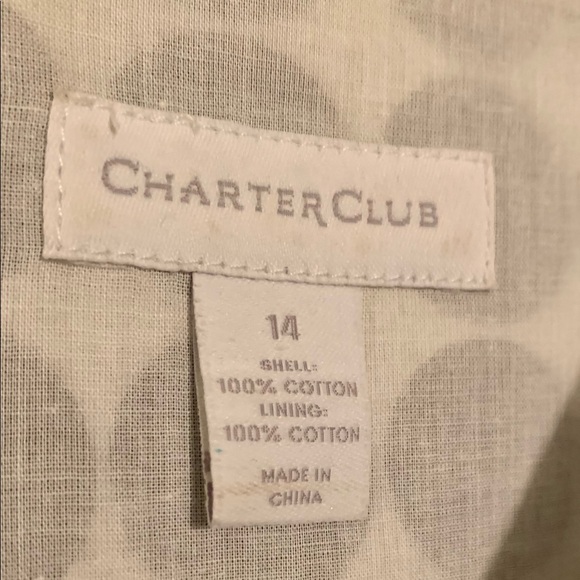 CHARTER CLUB
14
SHELL:
100% COTTON
LINING:
100% COTTON
MADE IN
CHINA